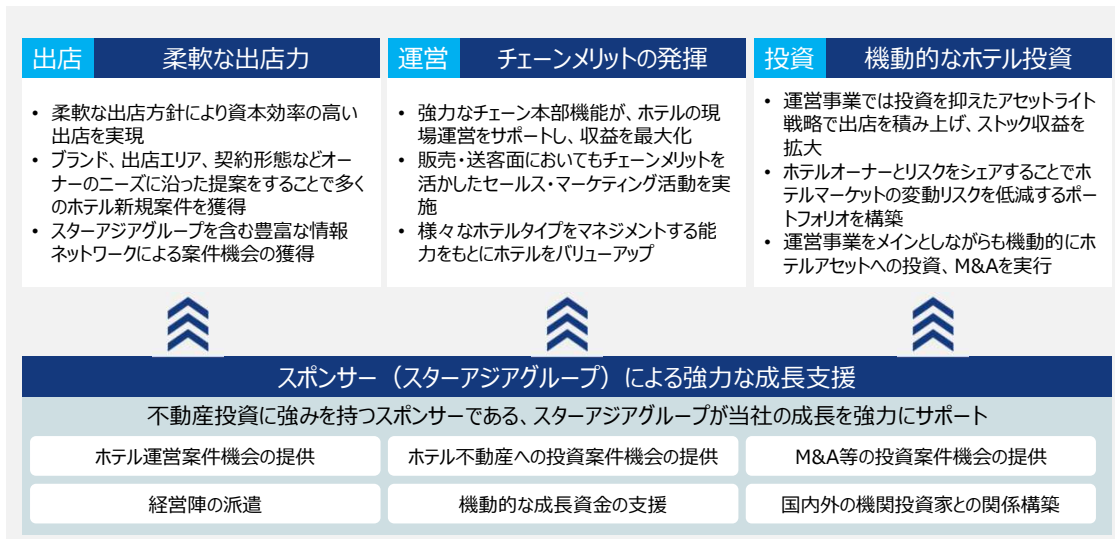 出店 柔軟な出店力
• 柔軟な出店方針により資本効率の高い
出店を実現
• ブランド、出店エリア、契約形態などオー
ナーのニーズに沿った提案をすることで多く
のホテル新規案件を獲得
• スターアジアグループを含む豊富な情報
ネットワークによる案件機会の獲得
運営 チェーンメリットの発揮
• 強力なチェーン本部機能が、ホテルの現
場運営をサポートし、収益を最大化
• 販売・送客面においてもチェーンメリットを
活かしたセールス・マーケティング活動を実
施
• 様々なホテルタイプをマネジメントする能
力をもとにホテルをバリューアップ
投資 機動的なホテル投資
• 運営事業では投資を抑えたアセットライト
戦略で出店を積み上げ、ストック収益を
拡大
• ホテルオーナーとリスクをシェアすることでホ
テルマーケットの変動リスクを低減するポー
トフォリオを構築
• 運営事業をメインとしながらも機動的にホ
テルアセットへの投資、M&Aを実行
スポンサー（スターアジアグループ）による強力な成長支援
不動産投資に強みを持つスポンサーである、スターアジアグループが当社の成長を強力にサポート
ホテル運営案件機会の提供
ホテル不動産への投資案件機会の提供
M&A等の投資案件機会の提供
経営陣の派遣
機動的な成長資金の支援
国内外の機関投資家との関係構築